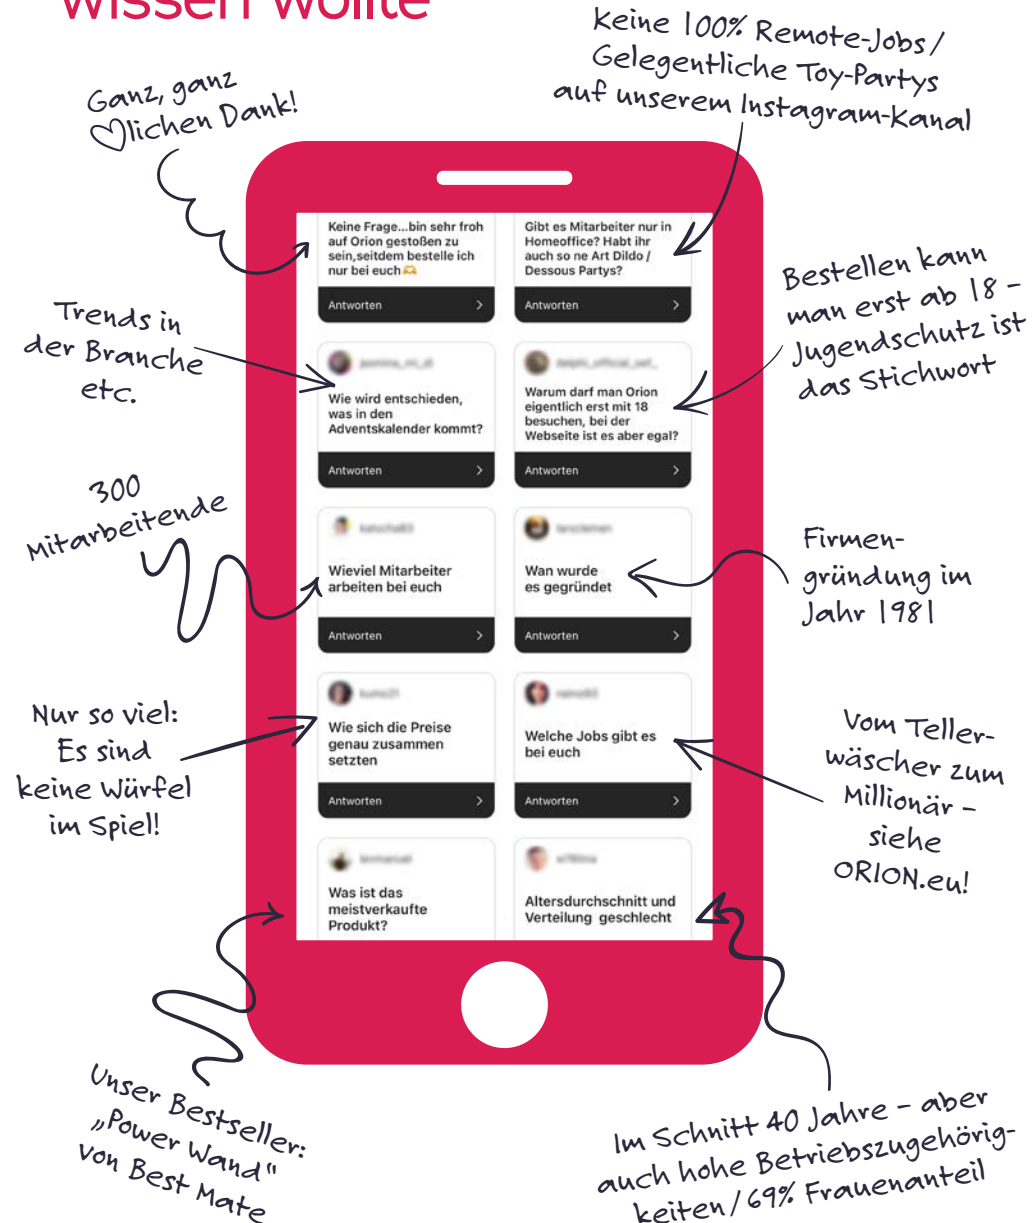 wissen wollte
Keine 100% Remote-Jobs /
Gelegentliche Toy-Partys
auf unserem Instagram-Kanal
Ganz, ganz
♡lichen Dank!
Keine Frage...bin sehr froh
auf Orion gestoßen zu
sein,seitdem bestelle ich
nur bei euch🫶
Antworten
Gibt es Mitarbeiter nur in
Homeoffice? Habt ihr
auch so ne Art Dildo /
Dessous Partys?
Antworten
Bestellen kann
man erst ab 18 –
Jugendschutz ist
das Stichwort
Trends in
der Branche
etc.
Wie wird entschieden,
was in den
Adventskalender kommt?
Antworten
Warum darf man Orion
eigentlich erst mit 18
besuchen, bei der
Webseite ist es aber egal?
Antworten
300
Mitarbeitende
Wieviel Mitarbeiter
arbeiten bei euch
Antworten
Wan wurde
es gegründet
Antworten
Firmen-
gründung im
Jahr 1981
Nur so viel:
Es sind
keine Würfel
im Spiel!
Wie sich die Preise
genau zusammen
setzten
Antworten
Welche Jobs gibt es
bei euch
Antworten
Vom Teller-
wäscher zum
Millionär –
siehe
ORION.eu!
Was ist das
meistverkaufte
Produkt?
Altersdurchschnitt und
Verteilung geschlecht
Unser Bestseller:
„Power Wand"
von Best Mate
Im Schnitt 40 Jahre – aber
auch hohe Betriebszugehörig-
keiten / 69% Frauenanteil